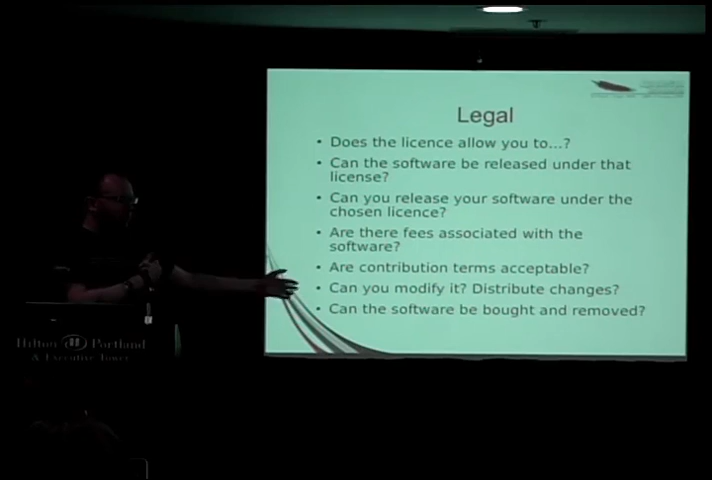 Legal
• Does the licence allow you to...?
• Can the software be released under that
license?
• Can you release your software under the
chosen licence?
• Are there fees associated with the
software?
• Are contribution terms acceptable?
• Can you modify it? Distribute changes?
• Can the software be bought and removed?
Hilton Portland
& Executive Tower